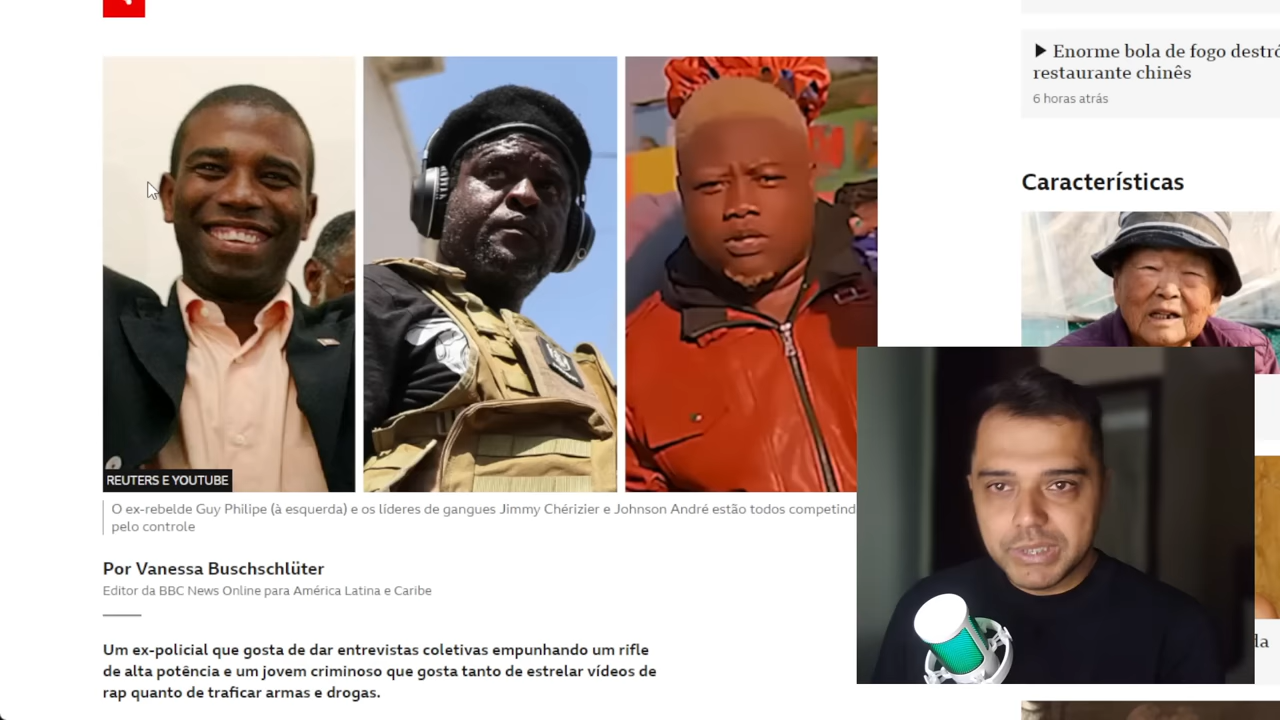 REUTERS E YOUTUBE
O ex-rebelde Guy Philipe (à esquerda) e os líderes de gangues Jimmy Chérizier e Johnson André estão todos
pelo controle
Por Vanessa Buschschlüter
Editor da BBC News Online para América Latina e Caribe
Um ex-policial que gosta de dar entrevistas coletivas empunhando um rifle
de alta potência e um jovem criminoso que gosta tanto de estrelar vídeos de
rap quanto de traficar armas e drogas.
Enorme bola de fogo
restaurante chinês
6 horas atrás
Características